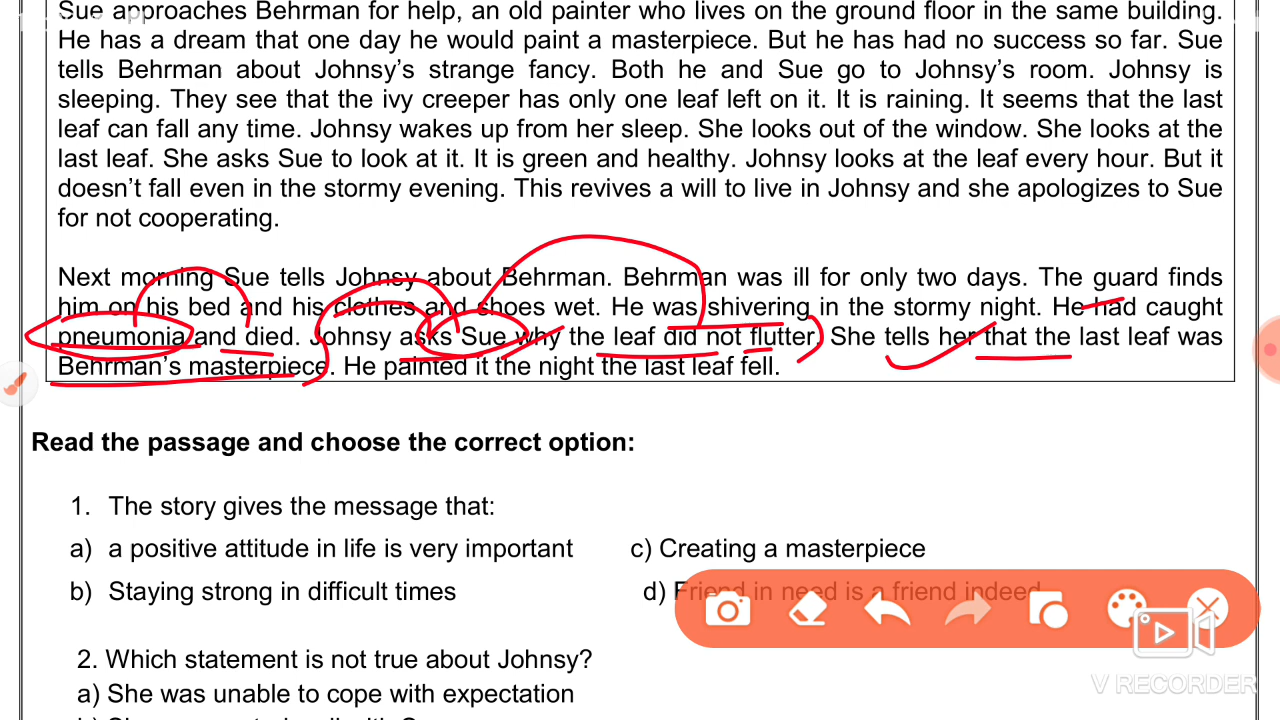 Sue approaches Behrman for help, an old painter who lives on the ground floor in the same building.
He has a dream that one day he would paint a masterpiece. But he has had no success so far. Sue
tells Behrman about Johnsy’s strange fancy. Both he and Sue go to Johnsy’s room. Johnsy is
sleeping. They see that the ivy creeper has only one leaf left on it. It is raining. It seems that the last
leaf can fall any time. Johnsy wakes up from her sleep. She looks out of the window. She looks at the
last leaf. She asks Sue to look at it. It is green and healthy. Johnsy looks at the leaf every hour. But it
doesn’t fall even in the stormy evening. This revives a will to live in Johnsy and she apologizes to Sue
for not cooperating.
Next morning Sue tells Johnsy about Behrman. Behrman was ill for only two days. The guard finds
him on his bed and his clothes and shoes wet. He was shivering in the stormy night. He had caught
pneumonia and died. Johnsy asks Sue why the leaf did not flutter. She tells her that the last leaf was
Behrman’s masterpiece. He painted it the night the last leaf fell.
Read the passage and choose the correct option:
1. The story gives the message that:
a) a positive attitude in life is very important c) Creating a masterpiece
b) Staying strong in difficult times d) Friend in need is a friend indeed
2. Which statement is not true about Johnsy?
a) She was unable to cope with expectation
V RECORDER